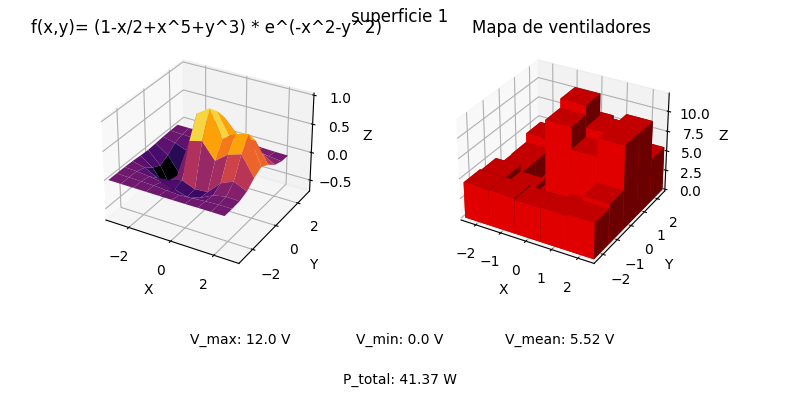 superficie 1
f(x,y)= (1-x/2+x^5+y^3) * e^(-x^2-y^2)
Mapa de ventiladores
1.0
0.5
0.0
−0.5
Z
−2
0
2
X
−2
0
2
Y
10.0
7.5
5.0
2.5
0.0
Z
−2
−1
0
1
2
X
−2
−1
0
1
2
Y
V_max: 12.0 V V_min: 0.0 V V_mean: 5.52 V
P_total: 41.37 W